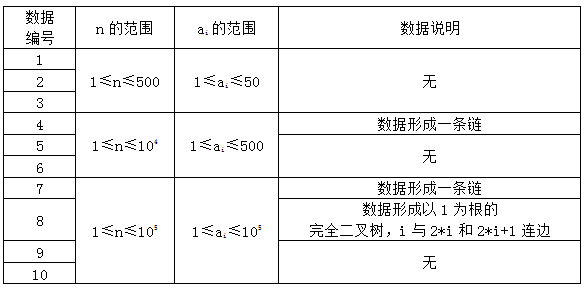 数据
编号
n 的范围
aᵢ的范围
数据说明
1
2
3
1≤n≤500
1≤aᵢ≤50
无
4
5
6
1≤n≤10⁴
1≤aᵢ≤500
数据形成一条链
无
7
8
9
10
1≤n≤10⁵
1≤aᵢ≤10⁵
数据形成一条链
数据形成以 1 为根的
完全二叉树，i 与 2*i 和 2*i+1 连边
无